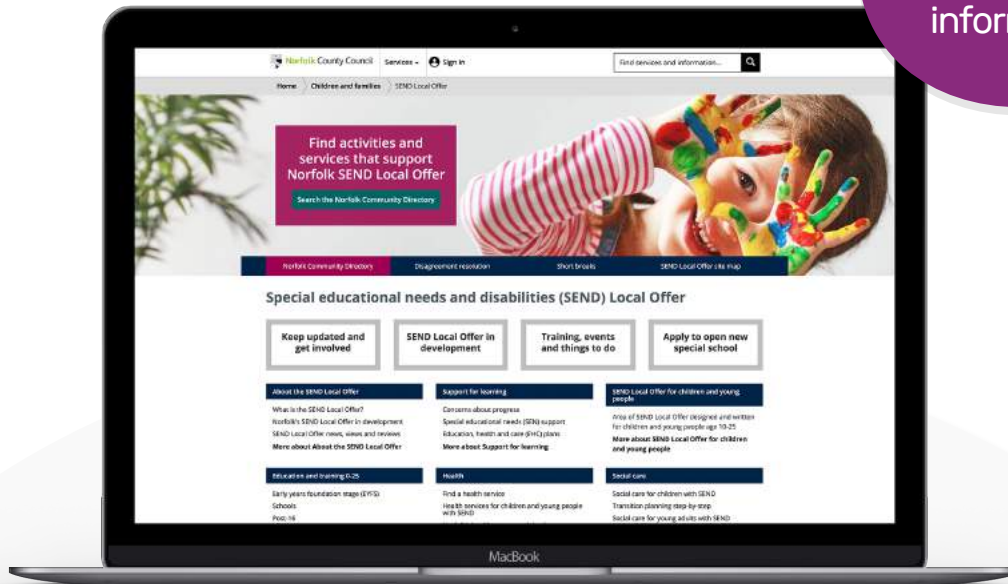 infor
Norfolk County Council Services Sign in Find services and information...
Home Children and families SEND Local Offer
Find activities and
services that support
Norfolk SEND Local Offer
Search the Norfolk Community Directory
Norfolk Community Directory Disagreement resolution Short breaks SEND Local Offer site map
Special educational needs and disabilities (SEND) Local Offer
Keep updated and
get involved
SEND Local Offer in
development
Training, events
and things to do
Apply to open new
special school
About the SEND Local Offer
What is the SEND Local Offer?
Norfolk's SEND Local Offer in development
SEND Local Offer news, views and reviews
More about About the SEND Local Offer
Support for learning
Concerns about progress
Special educational needs (SEN) support
Education, health and care (EHC) plans
More about Support for learning
SEND Local Offer for children and young
people
Area of SEND Local Offer designed and written
for children and young people age 10-25
More about SEND Local Offer for children
and young people
Education and training 0-25
Early years foundation stage (EYFS)
Schools
Post-16
Health
Find a health service
Health services for children and young people
with SEND
Social care
Social care for children with SEND
Transition planning step-by-step
Social care for young adults with SEND
MacBook